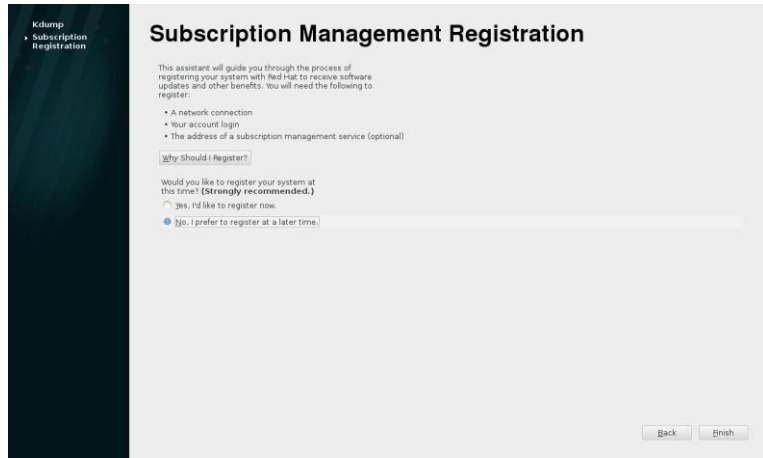 Kdump
Subscription
Registration
Subscription Management Registration
This assistant will guide you through the process of
registering your system with Red Hat to receive software
updates and other benefits. You will need the following to
register:
• A network connection
• Your account login
• The address of a subscription management service (optional)
Why Should I Register?
Would you like to register your system at
this time? (Strongly recommended.)
Yes, I'd like to register now.
No, I prefer to register at a later time.
Back
Finish